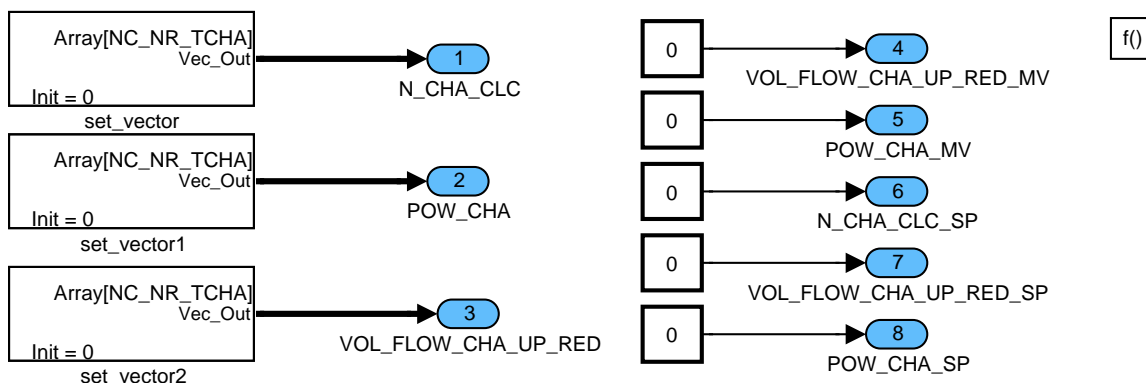 Array[NC_NR_TCHA]
Vec_Out
Init = 0
set_vector
1
N_CHA_CLC
Array[NC_NR_TCHA]
Vec_Out
Init = 0
set_vector1
2
POW_CHA
Array[NC_NR_TCHA]
Vec_Out
Init = 0
set_vector2
3
VOL_FLOW_CHA_UP_RED
0
4
VOL_FLOW_CHA_UP_RED_MV
0
5
POW_CHA_MV
0
6
N_CHA_CLC_SP
0
7
VOL_FLOW_CHA_UP_RED_SP
0
8
POW_CHA_SP
f()